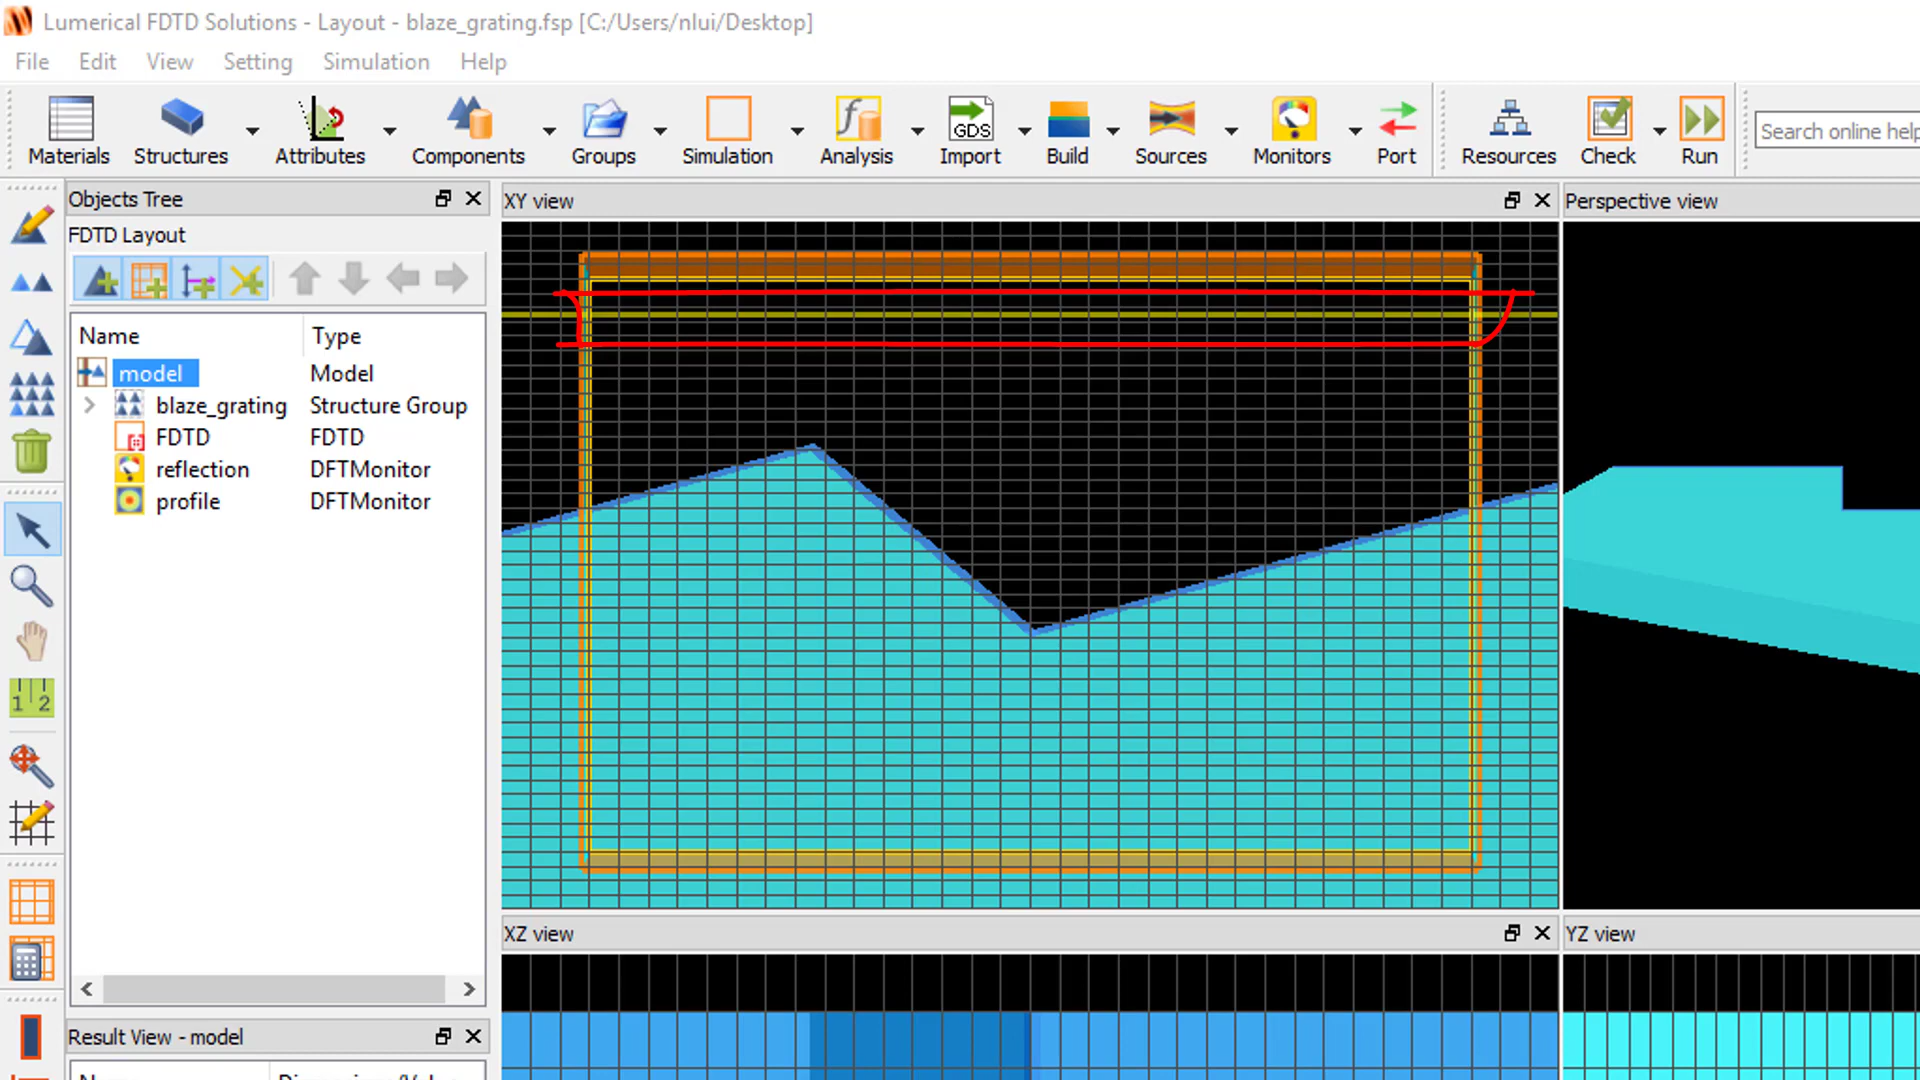 Lumerical FDTD Solutions - Layout - blaze_grating.fsp [C:/Users/nlui/Desktop]
File Edit View Setting Simulation Help
Materials Structures Attributes Components Groups Simulation Analysis Import Build Sources Monitors Port Resources Check Run
GDS
Search online help
Objects Tree
XY view
Perspective view
FDTD Layout
Name Type
model Model
blaze_grating Structure Group
FDTD FDTD
reflection DFTMonitor
profile DFTMonitor
1 2
XZ view
YZ view
Result View - model